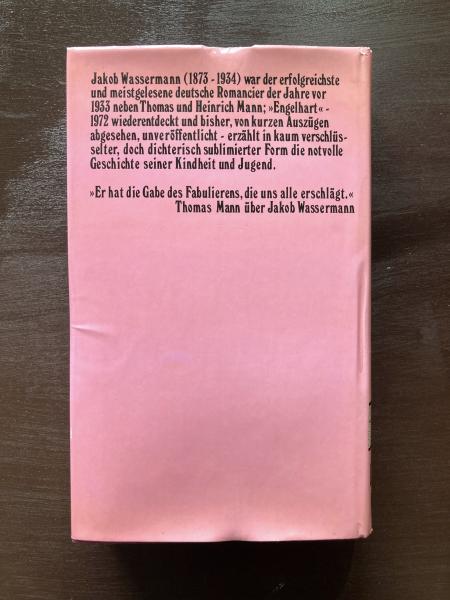 Jakob Wassermann (1873 - 1934) war der erfolgreichste
und meistgelesene deutsche Romancier der Jahre vor
1933 neben Thomas und Heinrich Mann; »Engelhart« -
1972 wiederentdeckt und bisher, von kurzen Auszügen
abgesehen, unveröffentlicht - erzählt in kaum verschlüs-
selter, doch dichterisch sublimierter Form die notvolle
Geschichte seiner Kindheit und Jugend.
»Er hat die Gabe des Fabulierens, die uns alle erschlägt.«
Thomas Mann über Jakob Wassermann